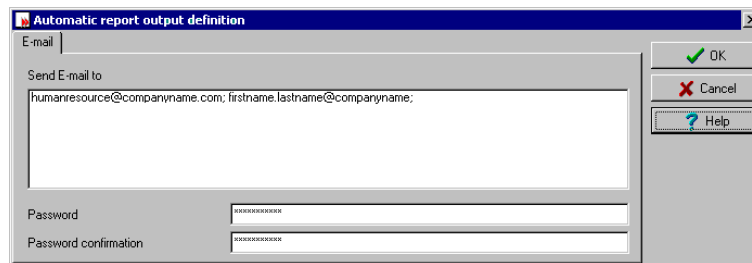 Automatic report output definition
E-mail
OK
Send E-mail to
Cancel
humanresource@companyname.com; firstname.lastname@companyname;
Help
Password ***********
Password confirmation ***********